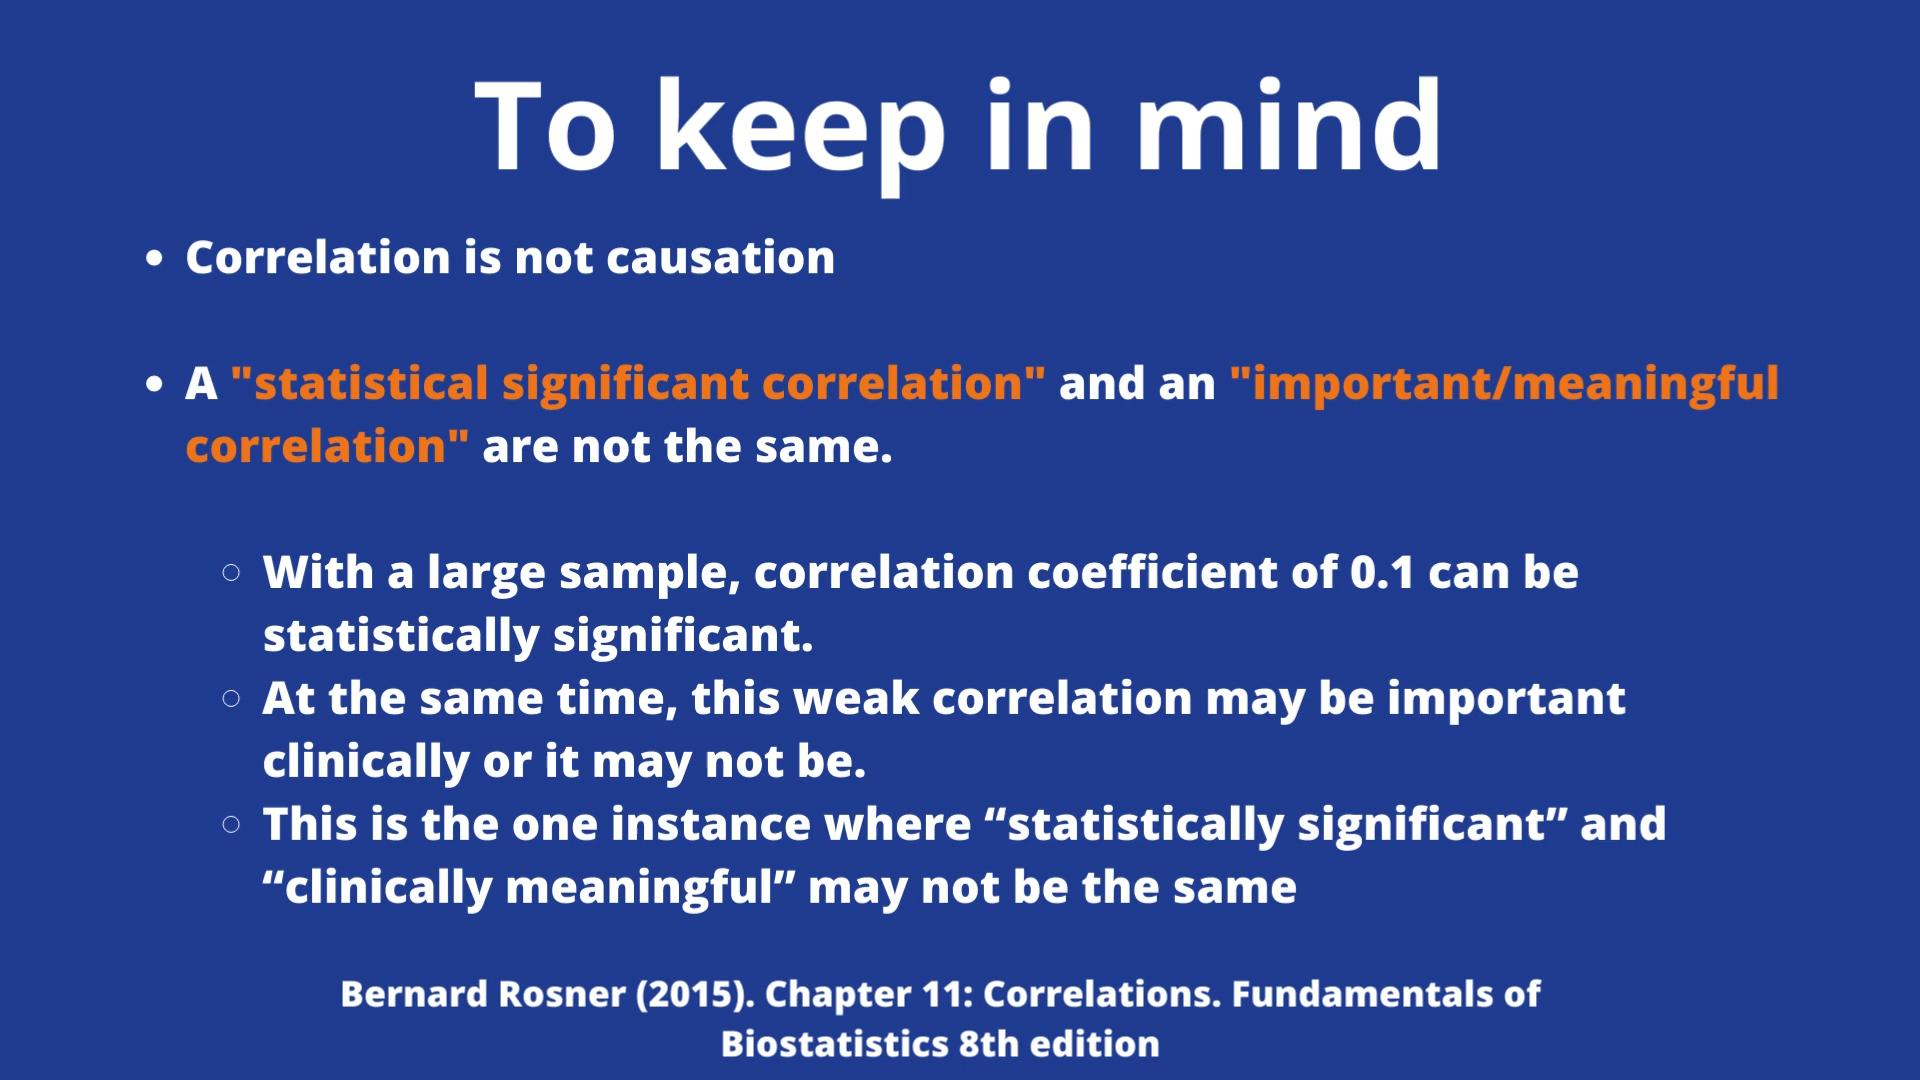 To keep in mind
• Correlation is not causation
• A "statistical significant correlation" and an "important/meaningful
correlation" are not the same.
○ With a large sample, correlation coefficient of 0.1 can be
statistically significant.
○ At the same time, this weak correlation may be important
clinically or it may not be.
○ This is the one instance where “statistically significant” and
“clinically meaningful” may not be the same
Bernard Rosner (2015). Chapter 11: Correlations. Fundamentals of
Biostatistics 8th edition